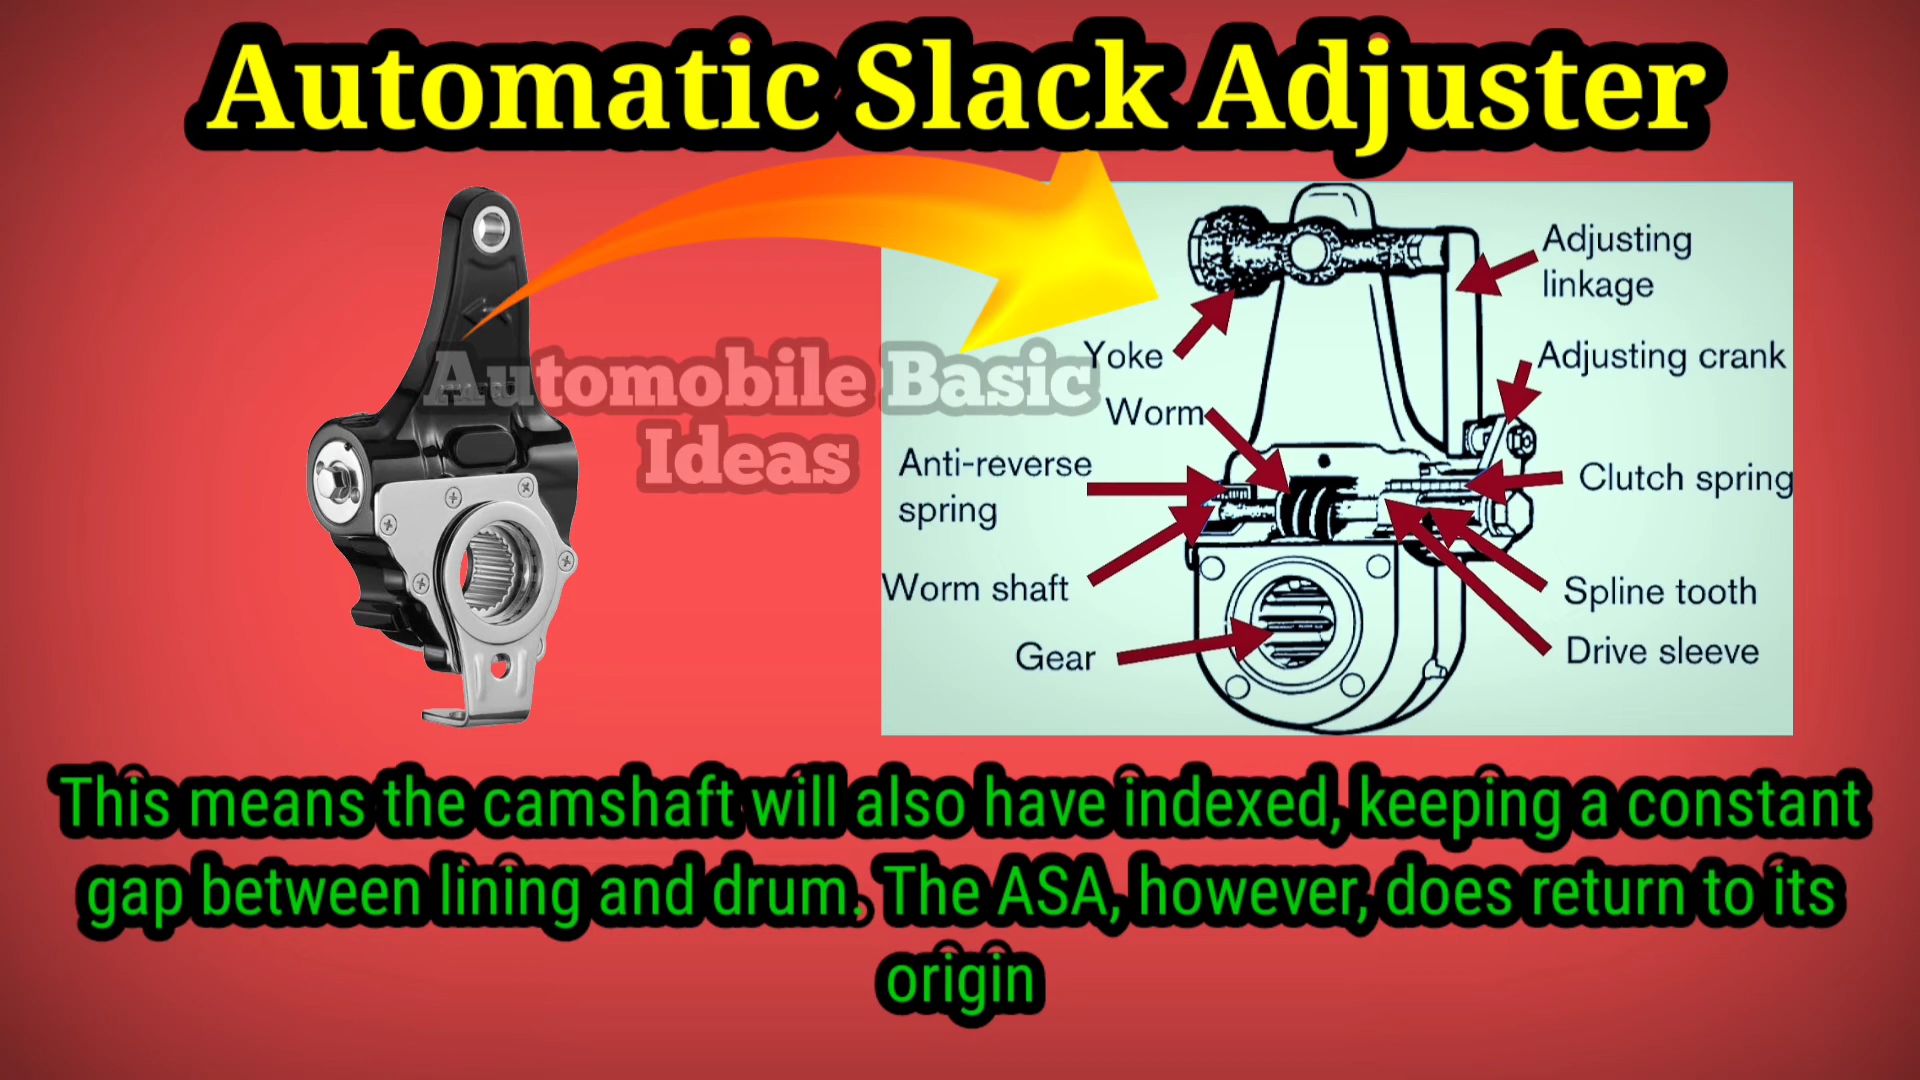 Automatic Slack Adjuster
Automobile Basic
Ideas
Adjusting
linkage
Yoke
Adjusting crank
Worm
Anti-reverse
spring
Clutch spring
Worm shaft
Spline tooth
Gear
Drive sleeve
This means the camshaft will also have indexed, keeping a constant
gap between lining and drum. The ASA, however, does return to its
origin